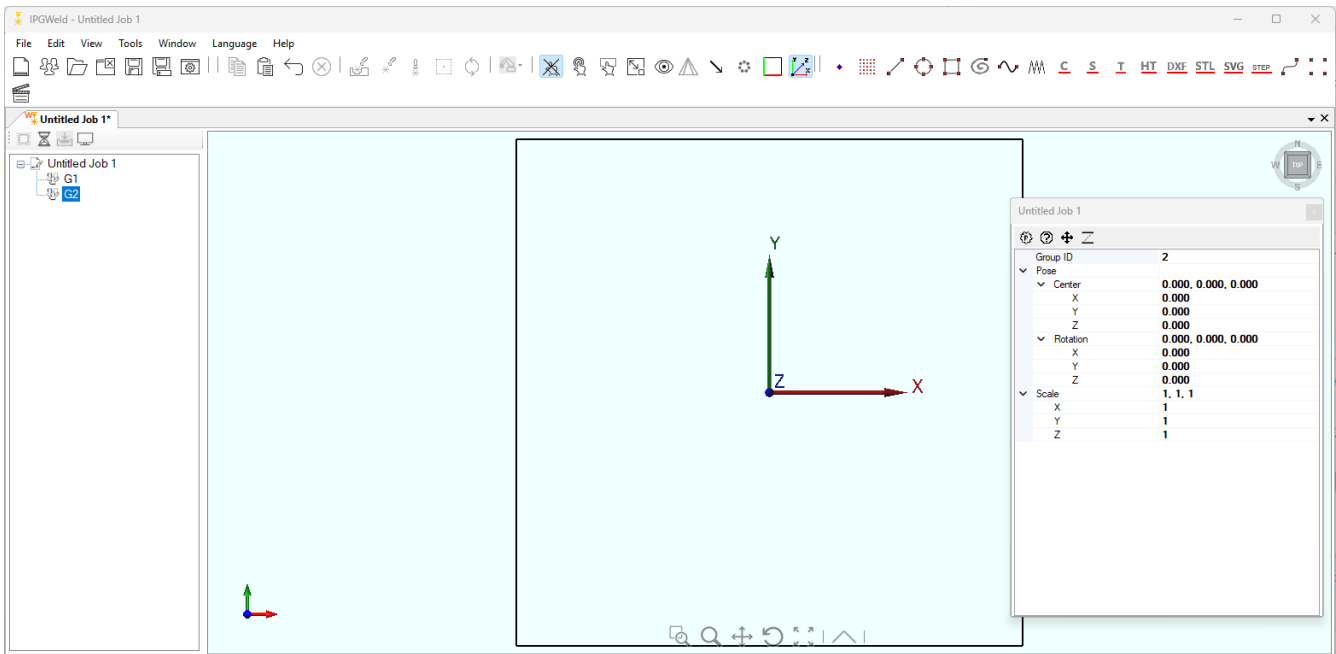 IPGWeld - Untitled Job 1
File Edit View Tools Window Language Help
C S T HT DXF STL SVG STEP
WT Untitled Job 1*
Untitled Job 1
G1
G2
Y
Z
X
N
W TOP E
S
Untitled Job 1
Group ID 2
Pose
Center 0.000, 0.000, 0.000
X 0.000
Y 0.000
Z 0.000
Rotation 0.000, 0.000, 0.000
X 0.000
Y 0.000
Z 0.000
Scale 1, 1, 1
X 1
Y 1
Z 1